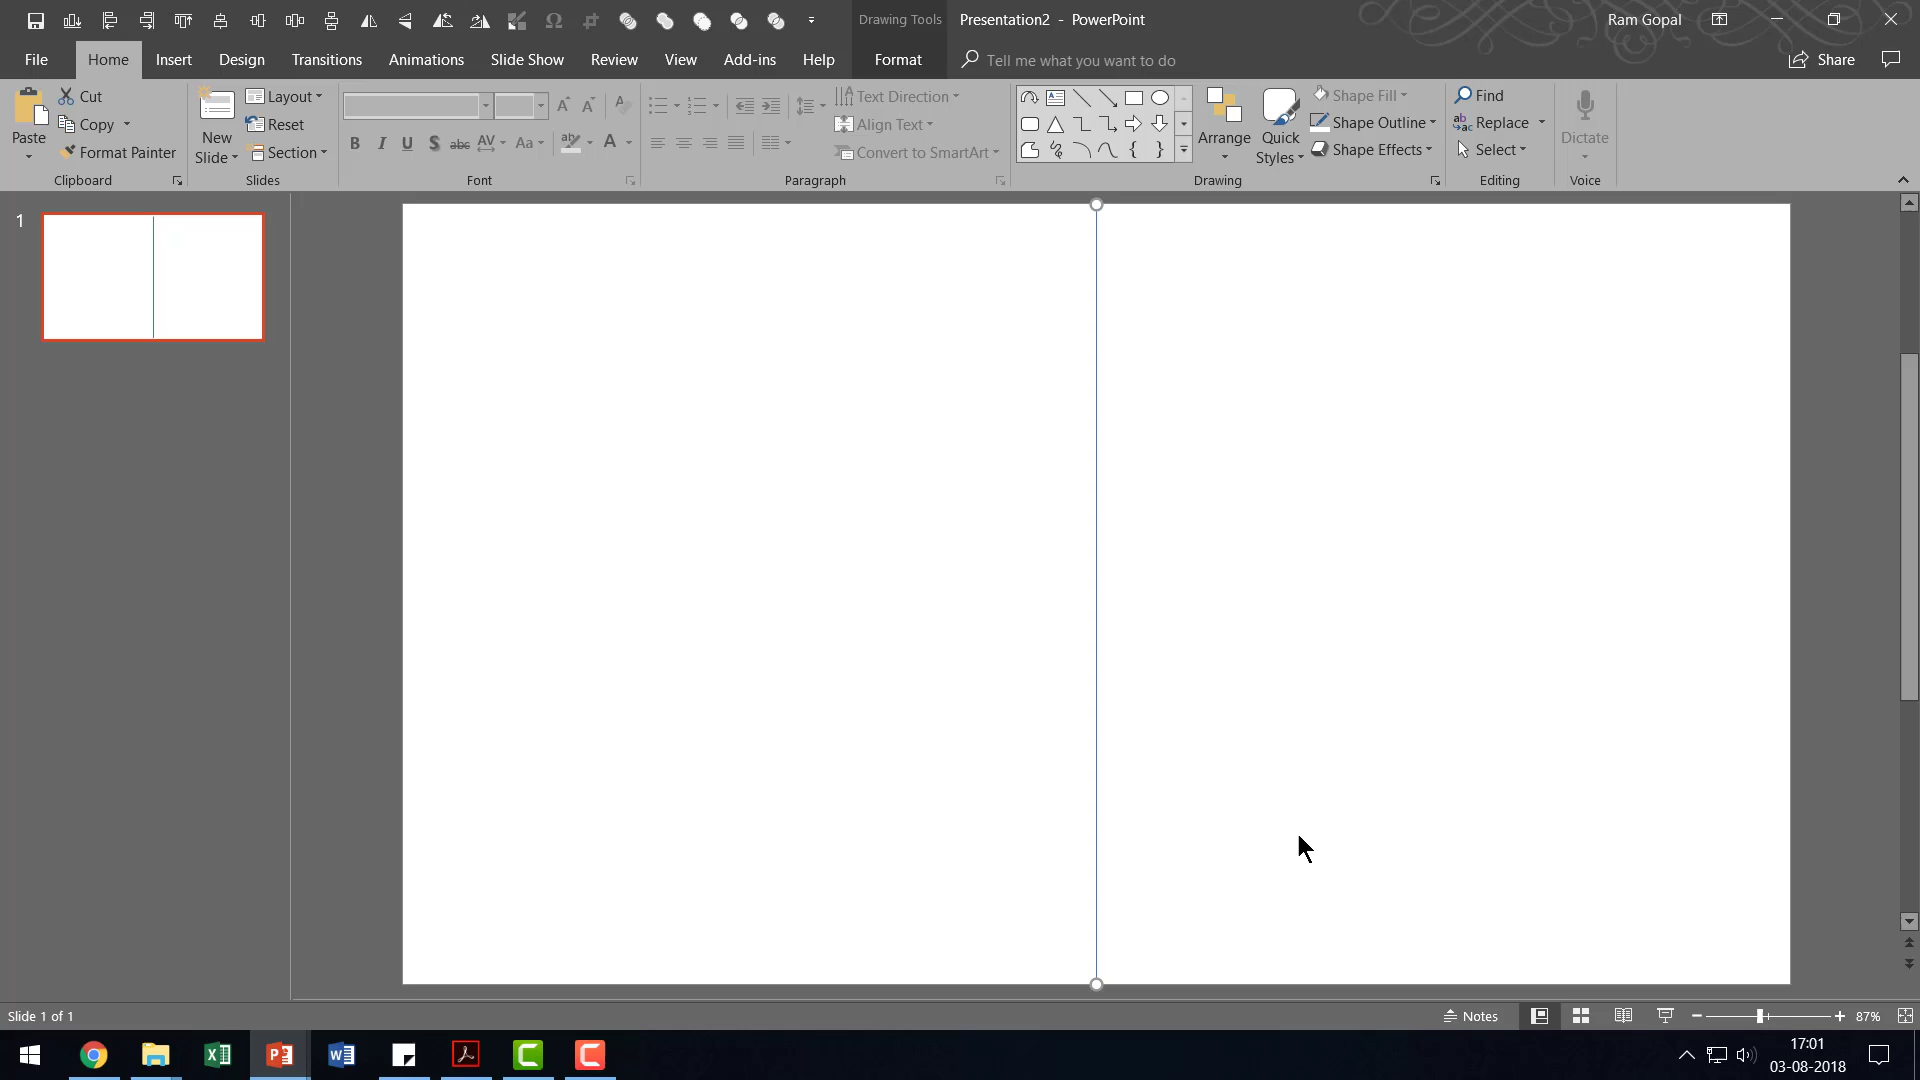 Drawing Tools
Presentation2 - PowerPoint
Ram Gopal
File
Home
Insert
Design
Transitions
Animations
Slide Show
Review
View
Add-ins
Help
Format
Tell me what you want to do
Share
Paste
Cut
Copy
Format Painter
Clipboard
New
Slide
Layout
Reset
Section
Slides
B I U S abc AV Aa
A
Font
Text Direction
Align Text
Convert to SmartArt
Paragraph
Arrange
Quick
Styles
Shape Fill
Shape Outline
Shape Effects
Drawing
Find
Replace
Select
Editing
Dictate
Voice
1
Slide 1 of 1
Notes
87%
17:01
03-08-2018